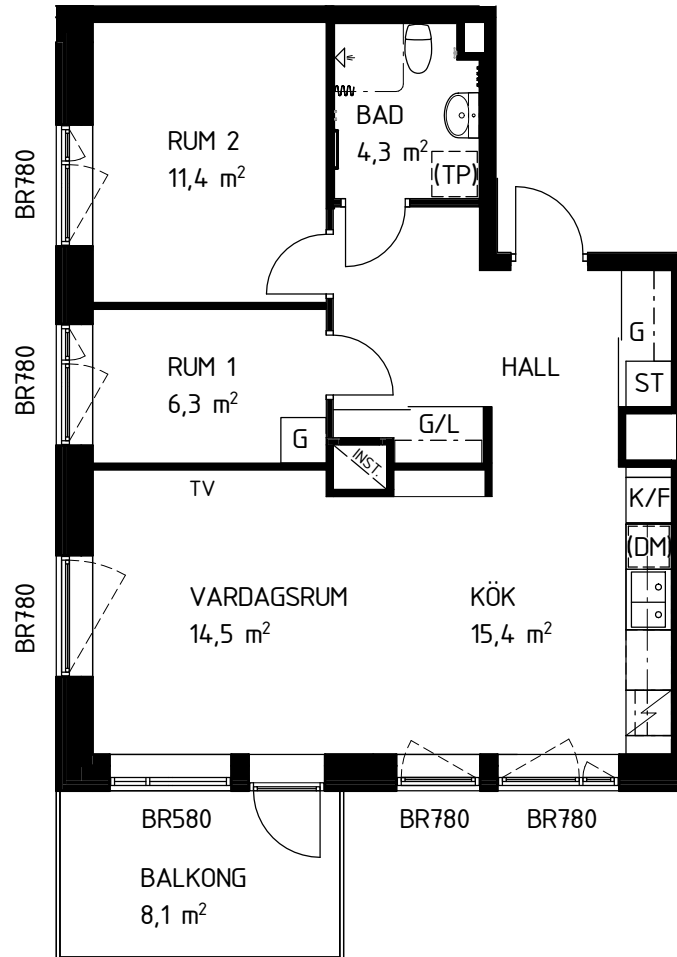 BAD
4,3 m²
(TP)
RUM 2
11,4 m²
BR780
RUM 1
6,3 m²
BR780
G
G/L
INST.
HALL
G
ST
K/F
(DM)
TV
VARDAGSRUM
14,5 m²
KÖK
15,4 m²
BR780
BR580
BR780
BR780
BALKONG
8,1 m²